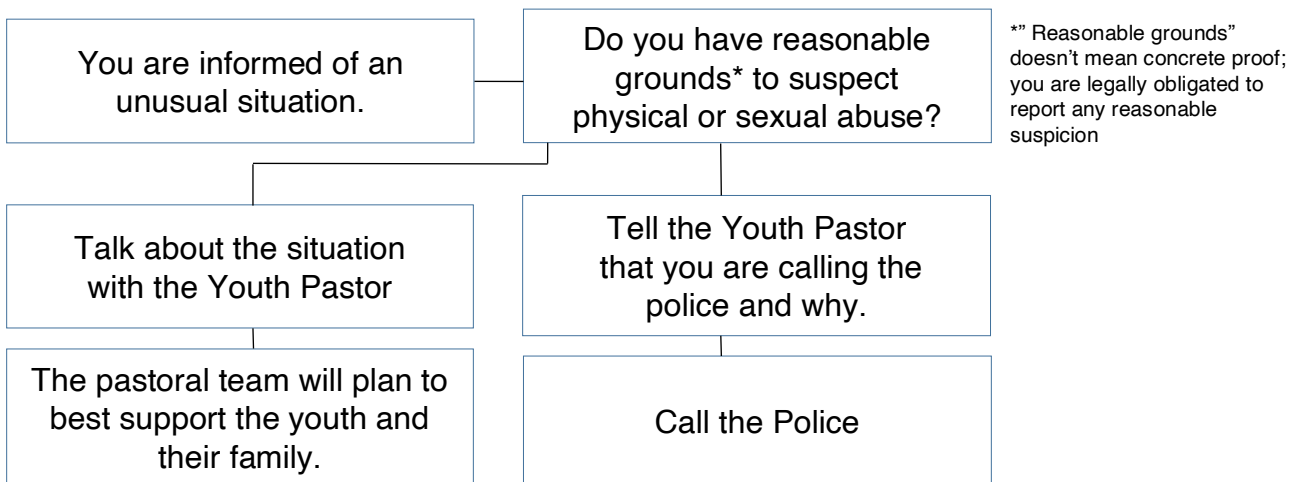 You are informed of an
unusual situation.
Do you have reasonable
grounds* to suspect
physical or sexual abuse?
*” Reasonable grounds”
doesn’t mean concrete proof;
you are legally obligated to
report any reasonable
suspicion
Talk about the situation
with the Youth Pastor
Tell the Youth Pastor
that you are calling the
police and why.
The pastoral team will plan to
best support the youth and
their family.
Call the Police